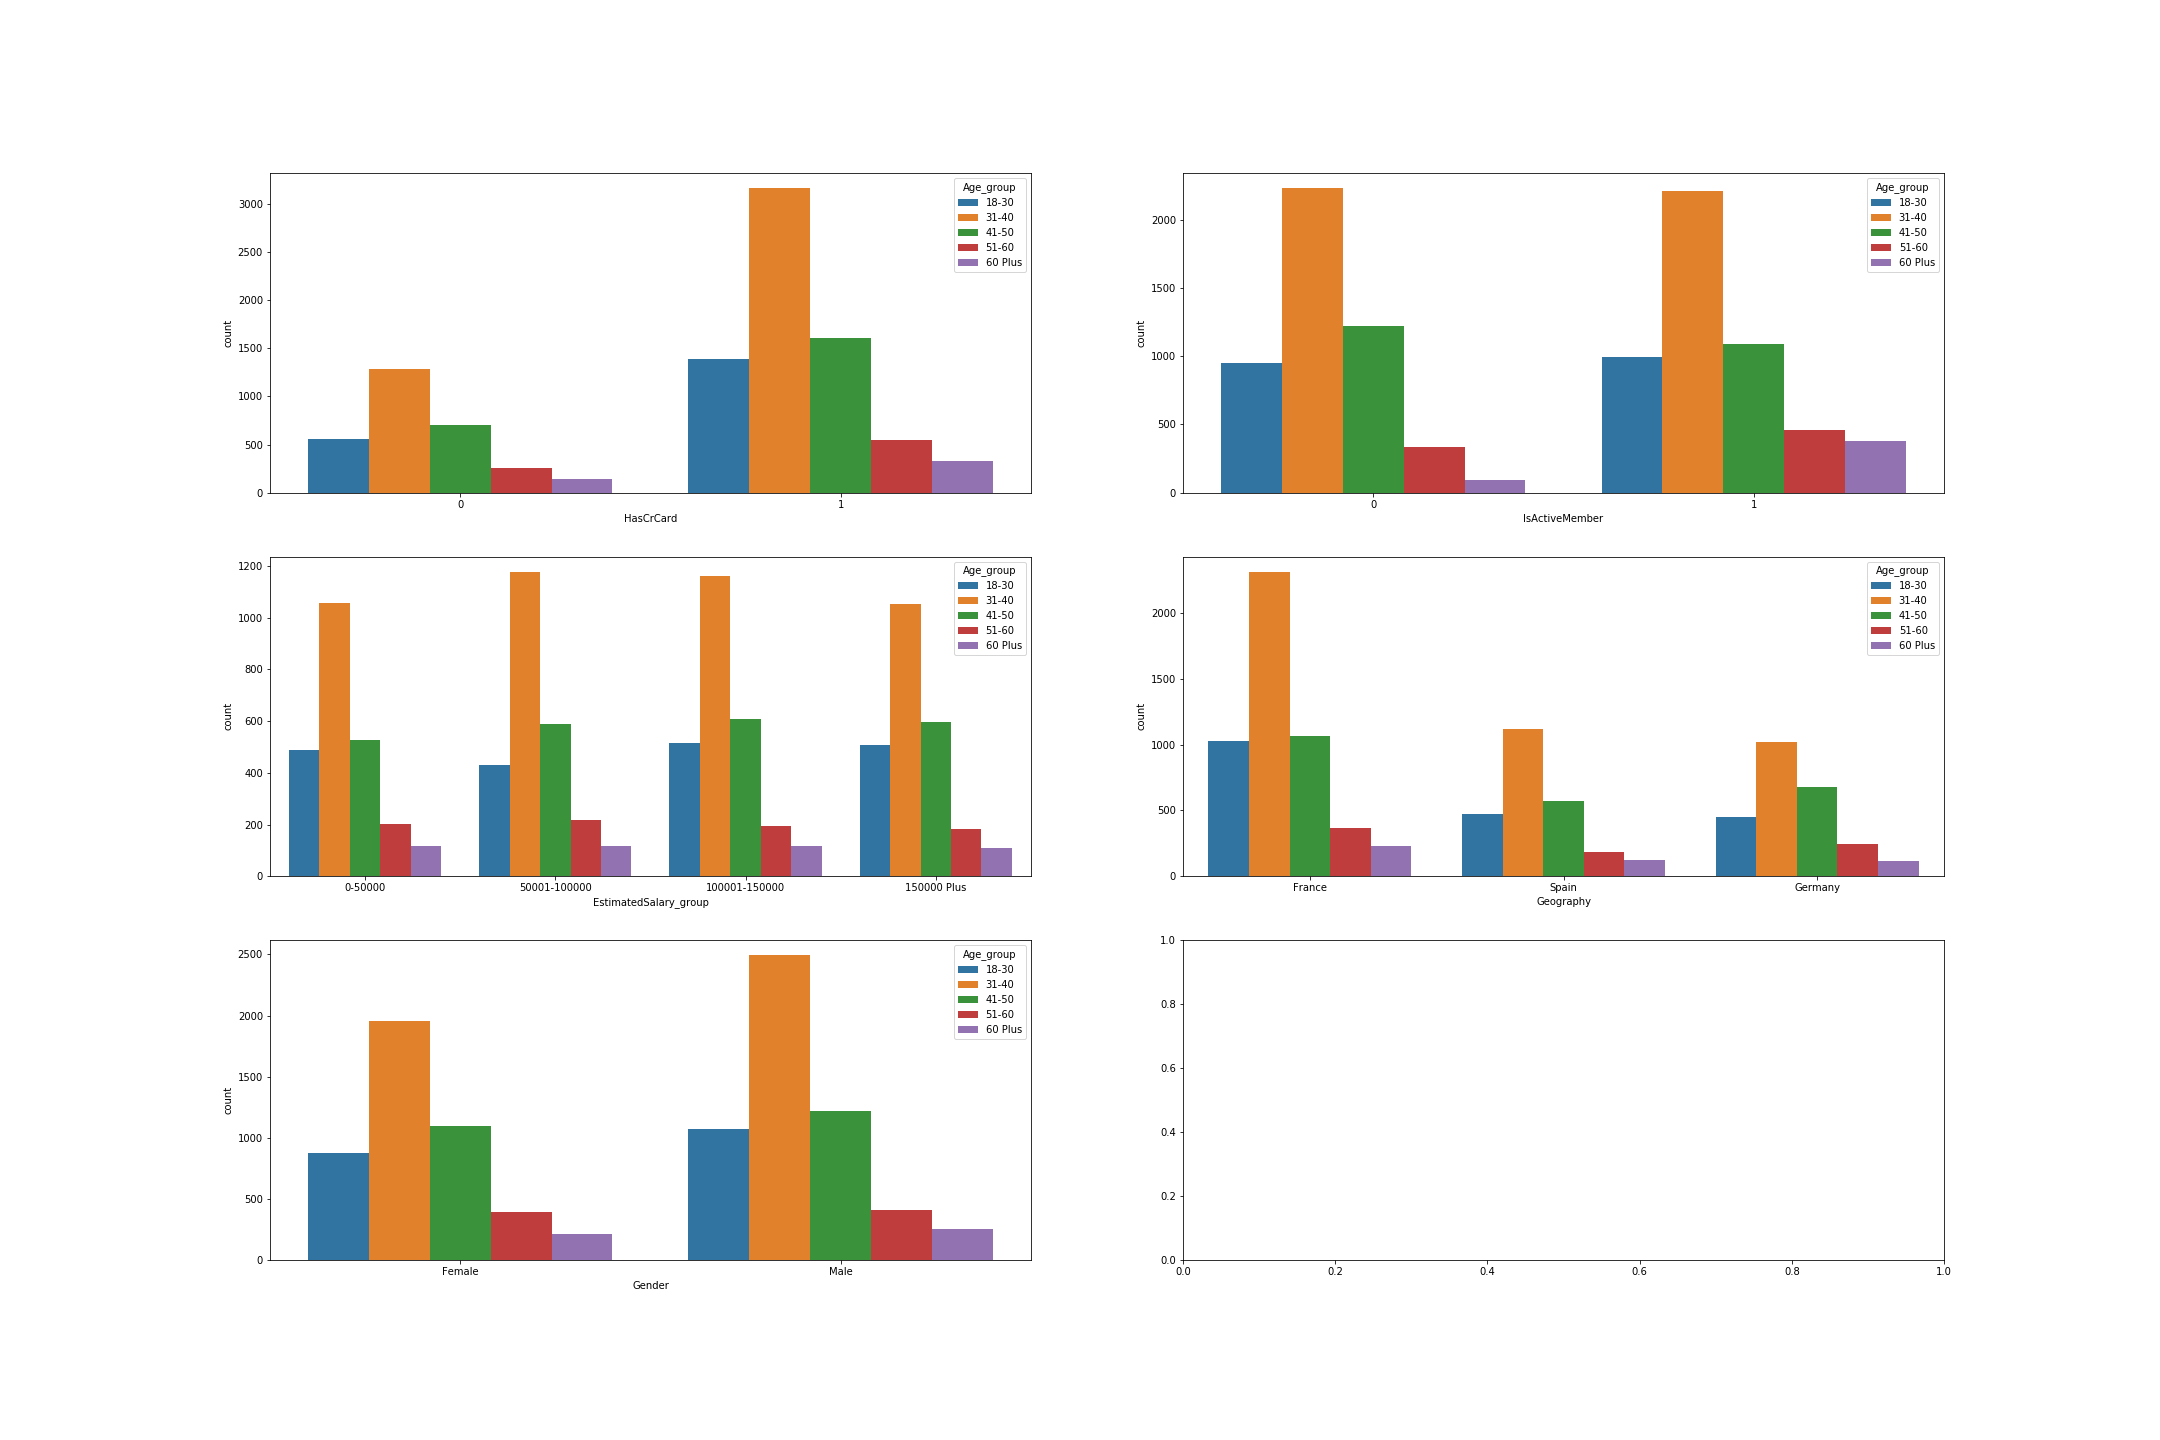 Age_group
18-30
31-40
41-50
51-60
60 Plus
3000
2500
2000
1500
1000
500
0
count
0 1
HasCrCard
Age_group
18-30
31-40
41-50
51-60
60 Plus
2000
1500
1000
500
0
count
0 1
IsActiveMember
Age_group
18-30
31-40
41-50
51-60
60 Plus
1200
1000
800
600
400
200
0
count
0-50000 50001-100000 100001-150000 150000 Plus
EstimatedSalary_group
Age_group
18-30
31-40
41-50
51-60
60 Plus
2000
1500
1000
500
0
count
France Spain Germany
Geography
Age_group
18-30
31-40
41-50
51-60
60 Plus
2500
2000
1500
1000
500
0
count
Female Male
Gender
1.0
0.8
0.6
0.4
0.2
0.0
0.0 0.2 0.4 0.6 0.8 1.0